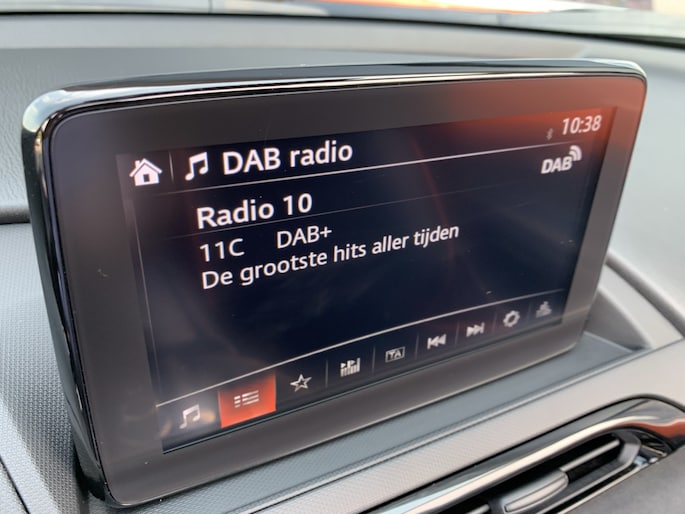 10:38
DAB radio
DAB
Radio 10
11C DAB+
De grootste hits aller tijden
TA